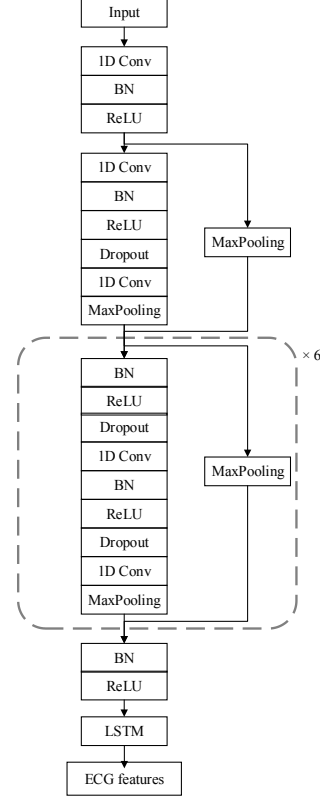 Input
1D Conv
BN
ReLU
1D Conv
BN
ReLU
Dropout
1D Conv
MaxPooling
MaxPooling
× 6
BN
ReLU
Dropout
1D Conv
BN
ReLU
Dropout
1D Conv
MaxPooling
MaxPooling
BN
ReLU
LSTM
ECG features